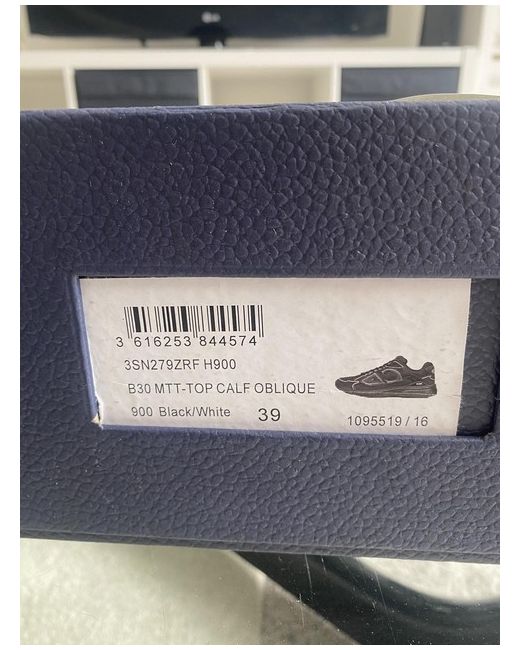 3 616253 844574
3SN279ZRF H900
B30 MTT-TOP CALF OBLIQUE
900 Black/White 39
1095519 / 16